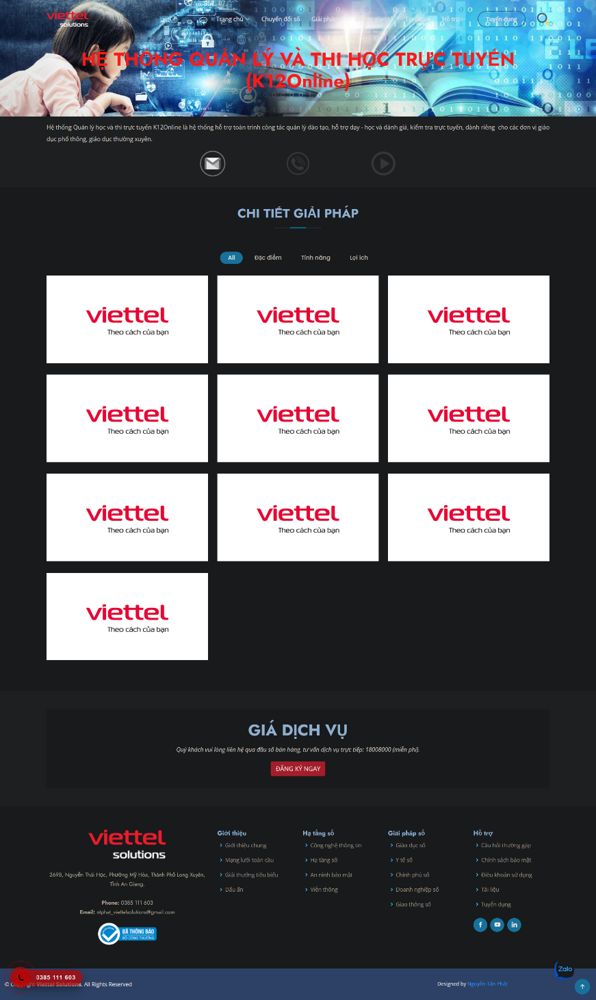 viettel
solutions
Trang chủ
Chuyển đổi số
Giải pháp
Hỗ trợ
Tuyển dụng
HỆ THỐNG QUẢN LÝ VÀ THI HỌC TRỰC TUYẾN
(K12Online)
Hệ thống Quản lý học và thi trực tuyến K12Online là hệ thống hỗ trợ toàn trình công tác quản lý đào tạo, hỗ trợ dạy - học và đánh giá, kiểm tra trực tuyến, dành riêng cho các đơn vị giáo
dục phổ thông, giáo dục thường xuyên.
CHI TIẾT GIẢI PHÁP
All Đặc điểm Tính năng Lợi ích
viettel viettel viettel
Theo cách của bạn Theo cách của bạn Theo cách của bạn
viettel viettel viettel
Theo cách của bạn Theo cách của bạn Theo cách của bạn
viettel viettel viettel
Theo cách của bạn Theo cách của bạn Theo cách của bạn
viettel
Theo cách của bạn
GIÁ DỊCH VỤ
Quý khách vui lòng liên hệ qua đầu số bán hàng, tư vấn dịch vụ trực tiếp: 18008000 (miễn phí).
ĐĂNG KÝ NGAY
viettel
solutions
269B, Nguyễn Thái Học, Phường Mỹ Hòa, Thành Phố Long Xuyên,
Tỉnh An Giang.
Phone: 0385 111 603
Email: ntphat_viettelsolutions@gmail.com
ĐÃ THÔNG BÁO
BỘ CÔNG THƯƠNG
Giới thiệu
Giới thiệu chung
Mạng lưới toàn cầu
Giải thưởng tiêu biểu
Dấu ấn
Hạ tầng số
Công nghệ thông tin
Hạ tầng số
An ninh bảo mật
Viễn thông
Giải pháp số
Giáo dục số
Y tế số
Chính phủ số
Doanh nghiệp số
Giao thông số
Hỗ trợ
Câu hỏi thường gặp
Chính sách bảo mật
Điều khoản sử dụng
Tài liệu
Tuyển dụng
0385 111 603
© Copyright Viettel Solutions. All Rights Reserved
Designed by Nguyễn Tấn Phát
Zalo